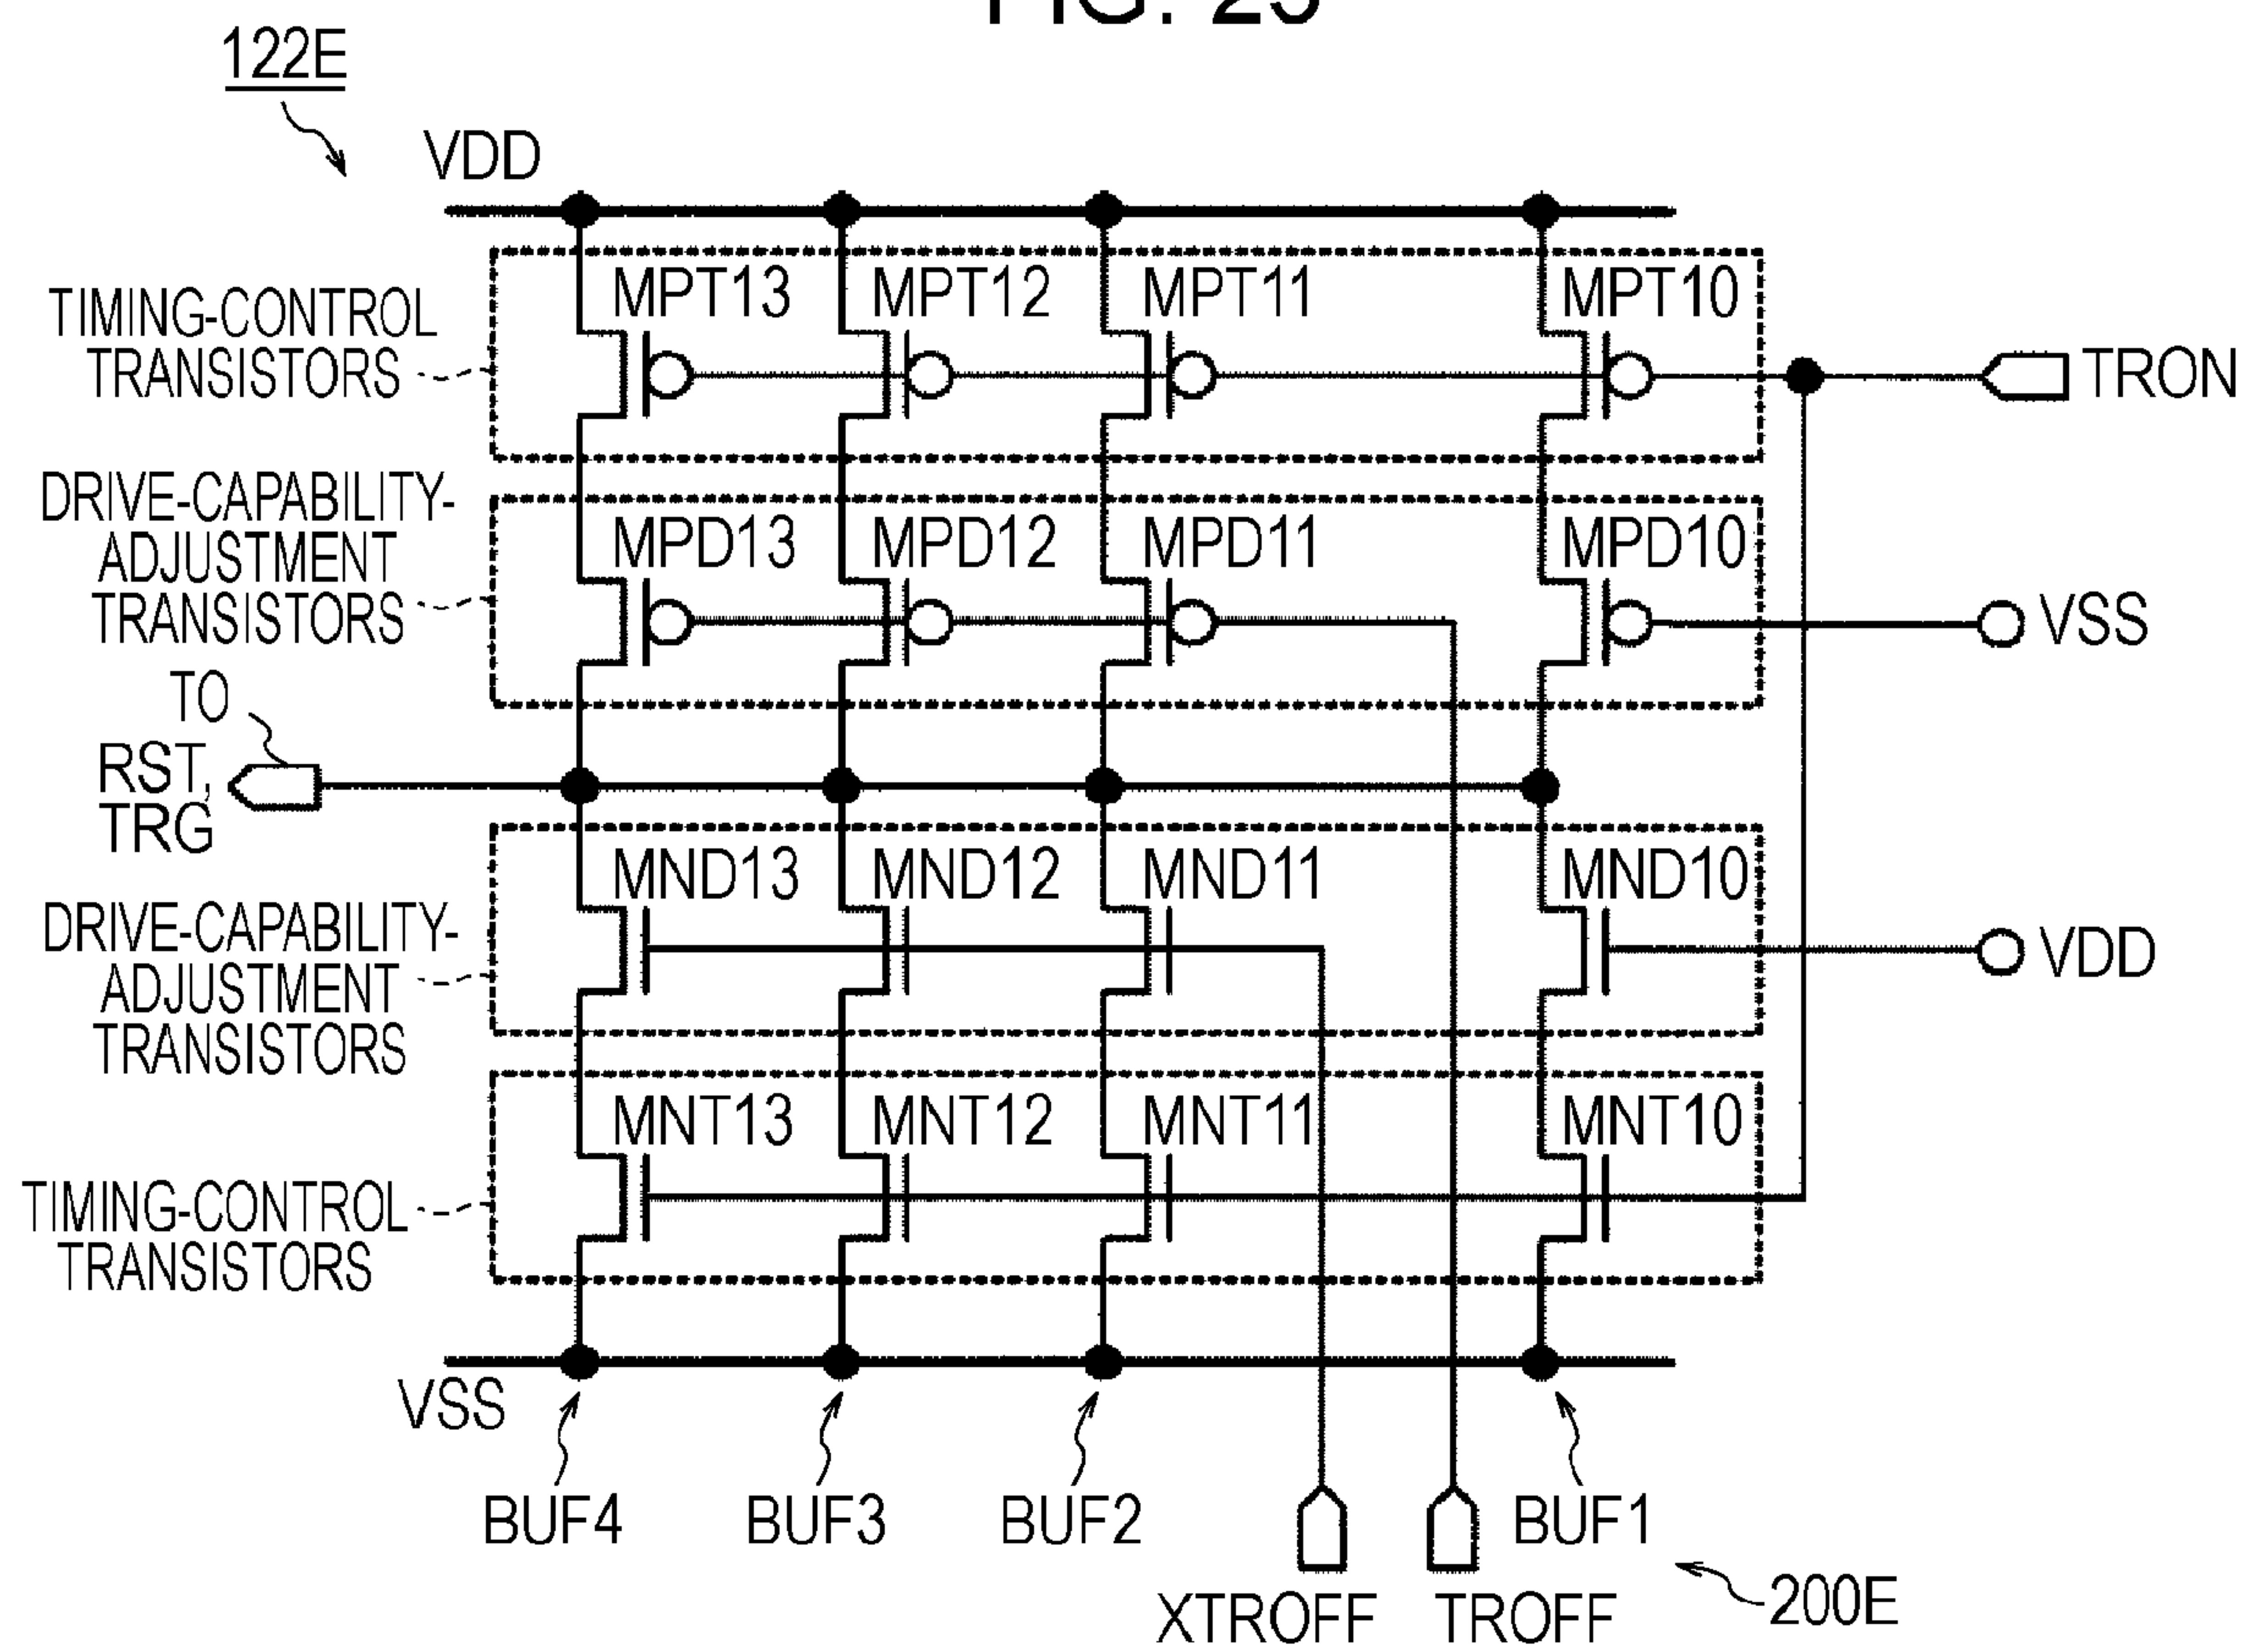 FIG. 25
122E
VDD
TIMING-CONTROL
TRANSISTORS
MPT13
MPT12
MPT11
MPT10
TRON
DRIVE-CAPABILITY-
ADJUSTMENT
TRANSISTORS
MPD13
MPD12
MPD11
MPD10
VSS
TO
RST,
TRG
DRIVE-CAPABILITY-
ADJUSTMENT
TRANSISTORS
MND13
MND12
MND11
MND10
VDD
TIMING-CONTROL
TRANSISTORS
MNT13
MNT12
MNT11
MNT10
VSS
BUF4
BUF3
BUF2
BUF1
XTROFF
TROFF
200E